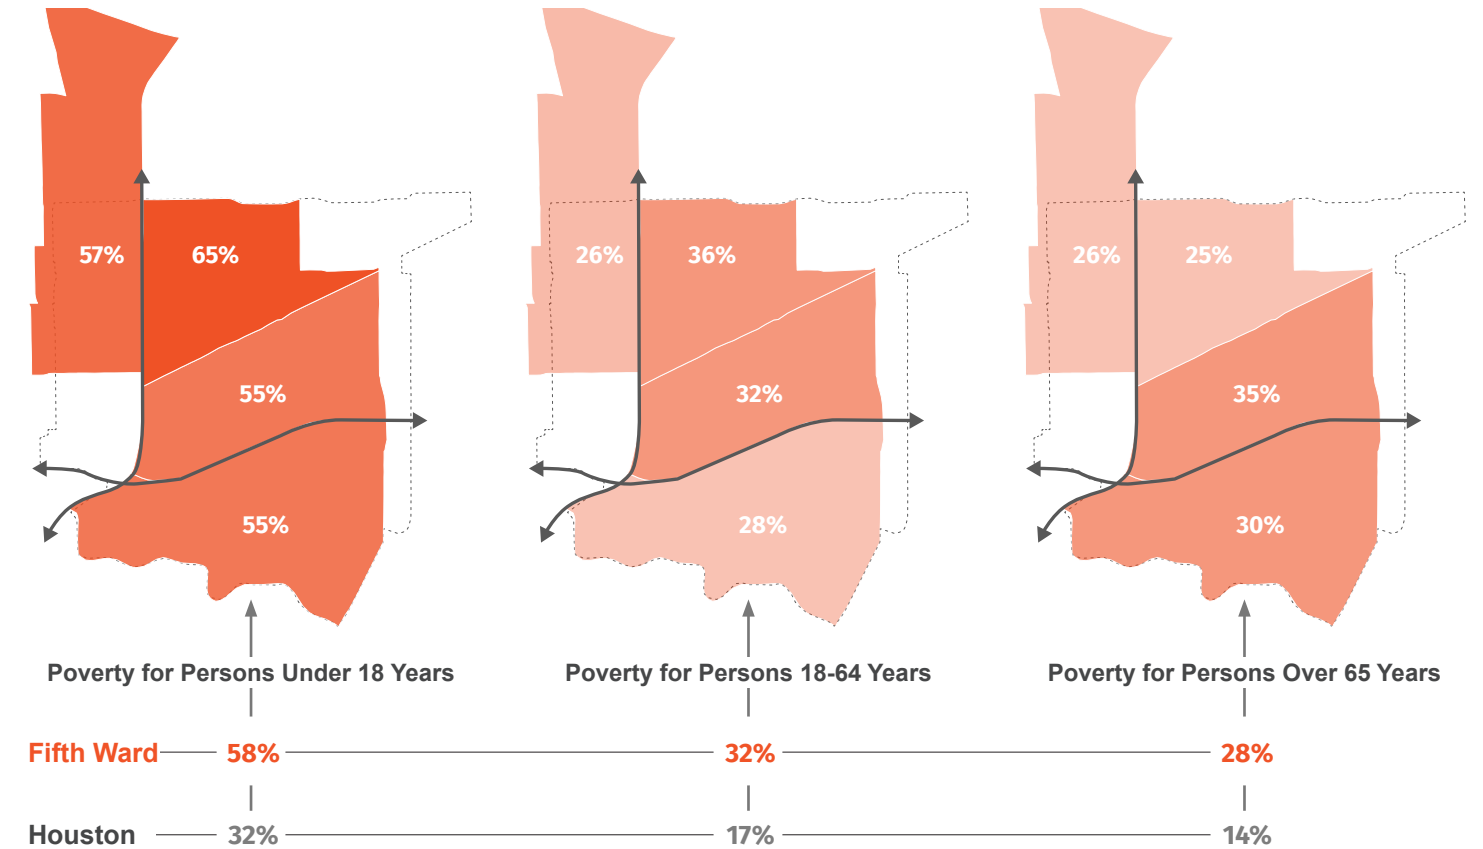 57% 65% 26% 36% 26% 25%
55% 32% 35%
55% 28% 30%
Poverty for Persons Under 18 Years Poverty for Persons 18-64 Years Poverty for Persons Over 65 Years
Fifth Ward 58% 32% 28%
Houston 32% 17% 14%